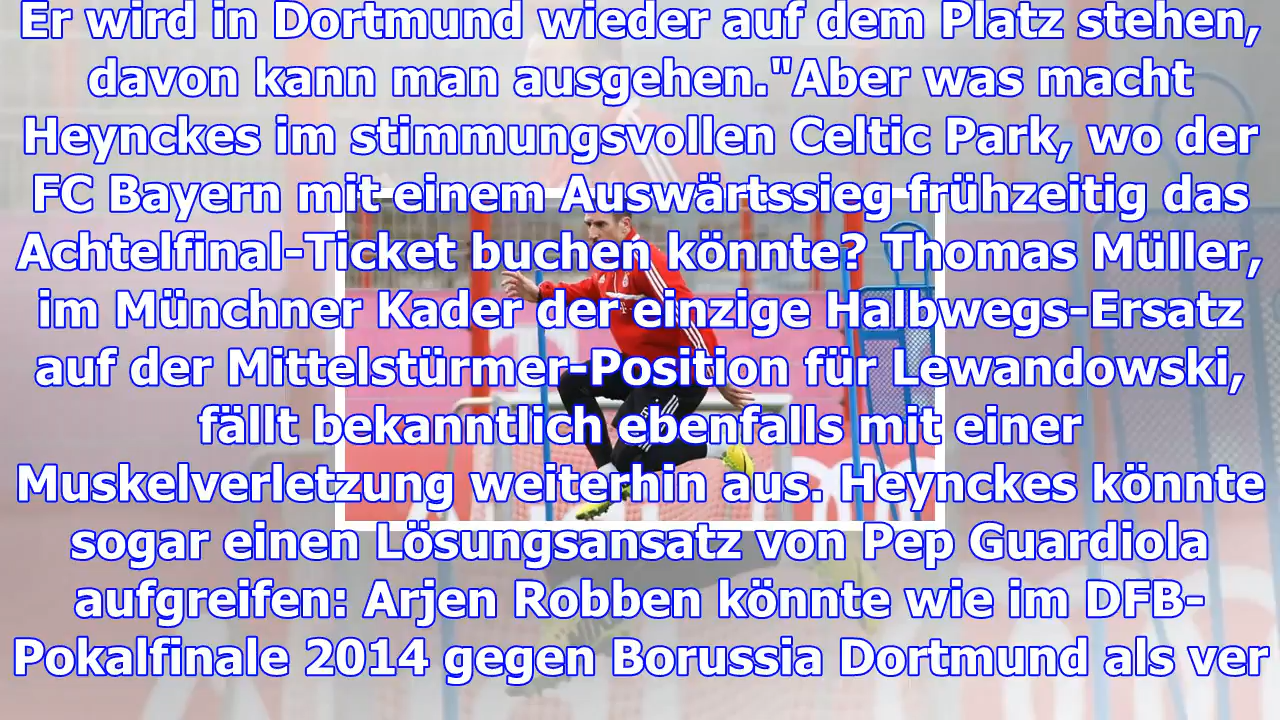 Er wird in Dortmund wieder auf dem Platz stehen,
davon kann man ausgehen."Aber was macht
Heynckes im stimmungsvollen Celtic Park, wo der
FC Bayern mit einem Auswärtssieg frühzeitig das
Achtelfinal-Ticket buchen könnte? Thomas Müller,
im Münchner Kader der einzige Halbwegs-Ersatz
auf der Mittelstürmer-Position für Lewandowski,
fällt bekanntlich ebenfalls mit einer
Muskelverletzung weiterhin aus. Heynckes könnte
sogar einen Lösungsansatz von Pep Guardiola
aufgreifen: Arjen Robben könnte wie im DFB-
Pokalfinale 2014 gegen Borussia Dortmund als ver